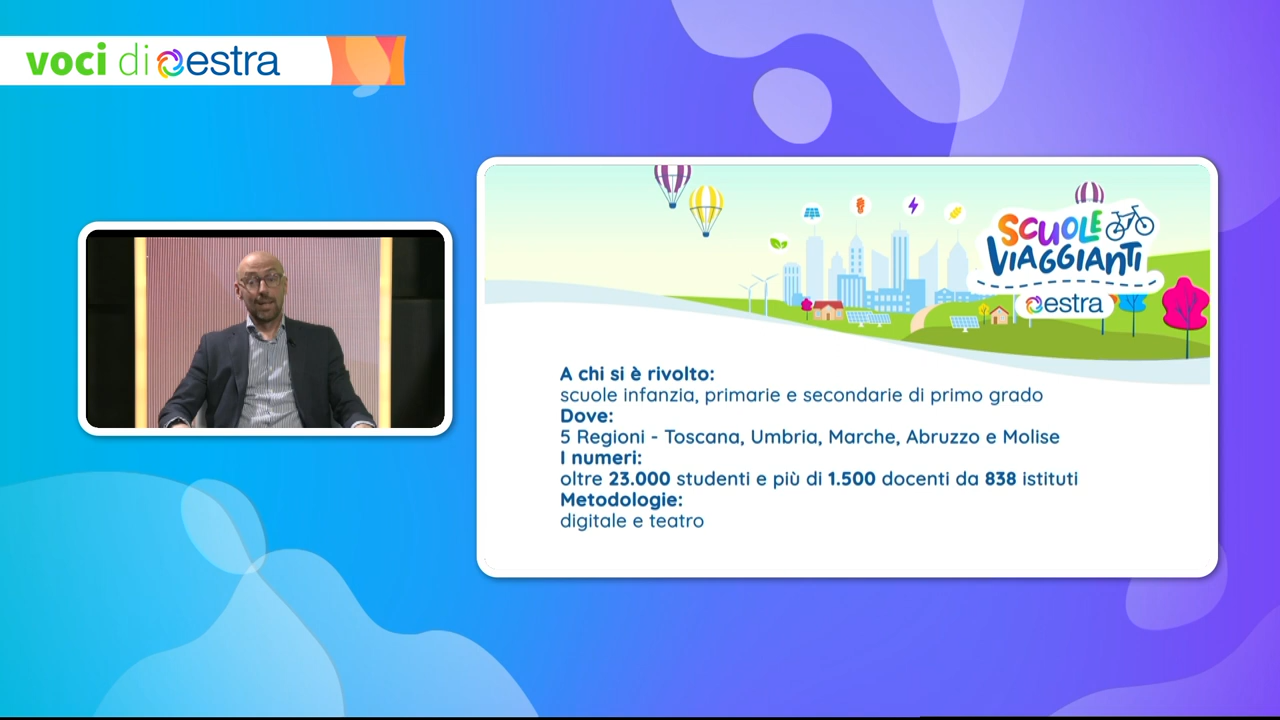 voci di estra
SCUOLE
VIAGGIANTI
estra
A chi si è rivolto:
scuole infanzia, primarie e secondarie di primo grado
Dove:
5 Regioni - Toscana, Umbria, Marche, Abruzzo e Molise
I numeri:
oltre 23.000 studenti e più di 1.500 docenti da 838 istituti
Metodologie:
digitale e teatro